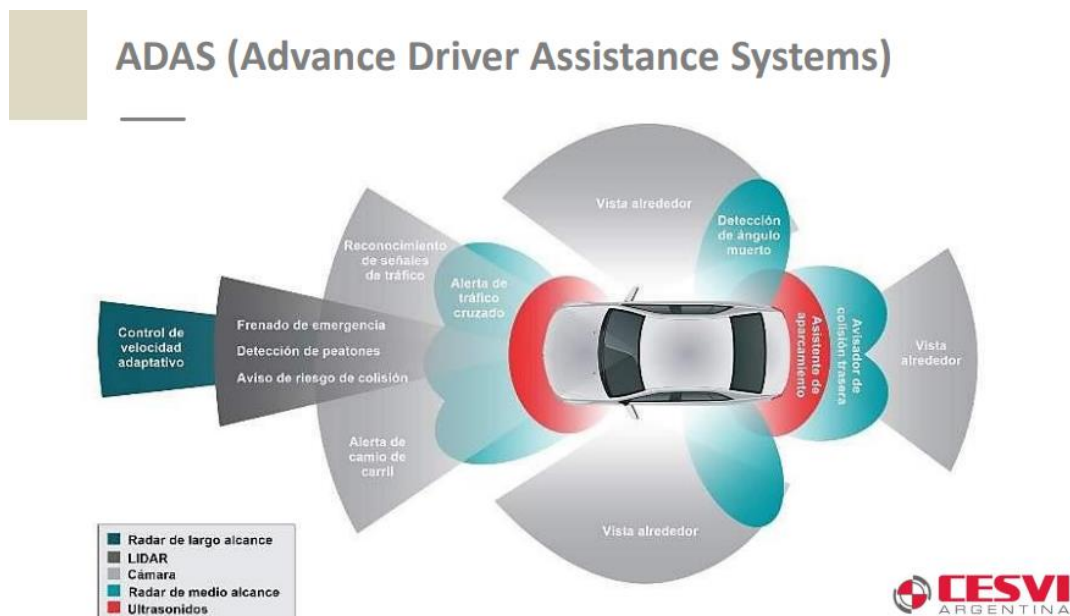 ADAS (Advance Driver Assistance Systems)
Vista alrededor
Detección
de ángulo
muerto
Reconocimiento
de señales
de tráfico
Alerta de
tráfico
cruzado
Control de
velocidad
adaptativo
Frenado de emergencia
Detección de peatones
Aviso de riesgo de colisión
Asistente de
aparcamiento
Avisador de
colisión trasera
Vista
alrededor
Alerta de
camio de
carril
Vista alrededor
Radar de largo alcance
LIDAR
Cámara
Radar de medio alcance
Ultrasonidos
CESVI
ARGENTINA